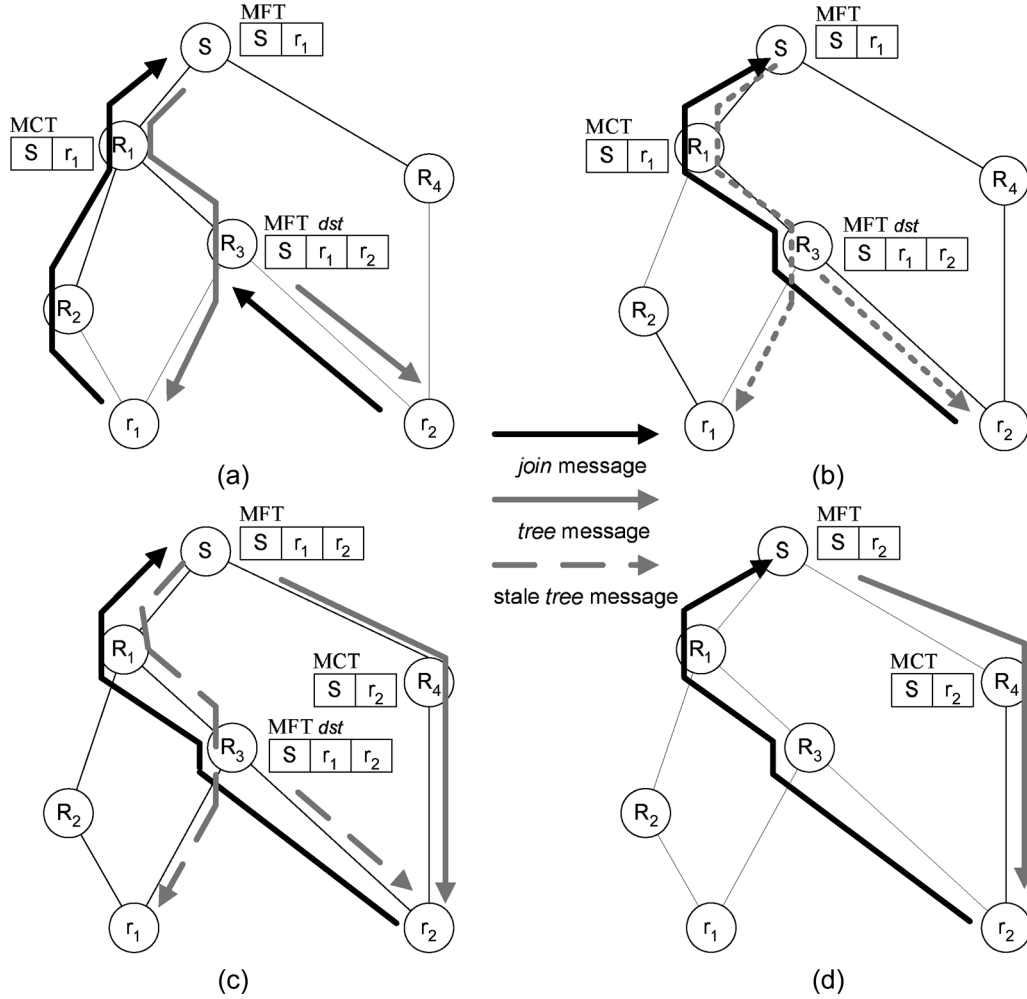 S
MFT
S r1
MCT
S r1
R1
R4
R3
MFT dst
S r1 r2
R2
r1
r2
(a)
S
MFT
S r1
MCT
S r1
R1
R4
R3
MFT dst
S r1 r2
R2
r1
r2
(b)
join message
tree message
stale tree message
S
MFT
S r1 r2
R1
MCT
S r2
R4
R3
MFT dst
S r1 r2
R2
r1
r2
(c)
S
MFT
S r2
R1
MCT
S r2
R4
R3
R2
r1
r2
(d)